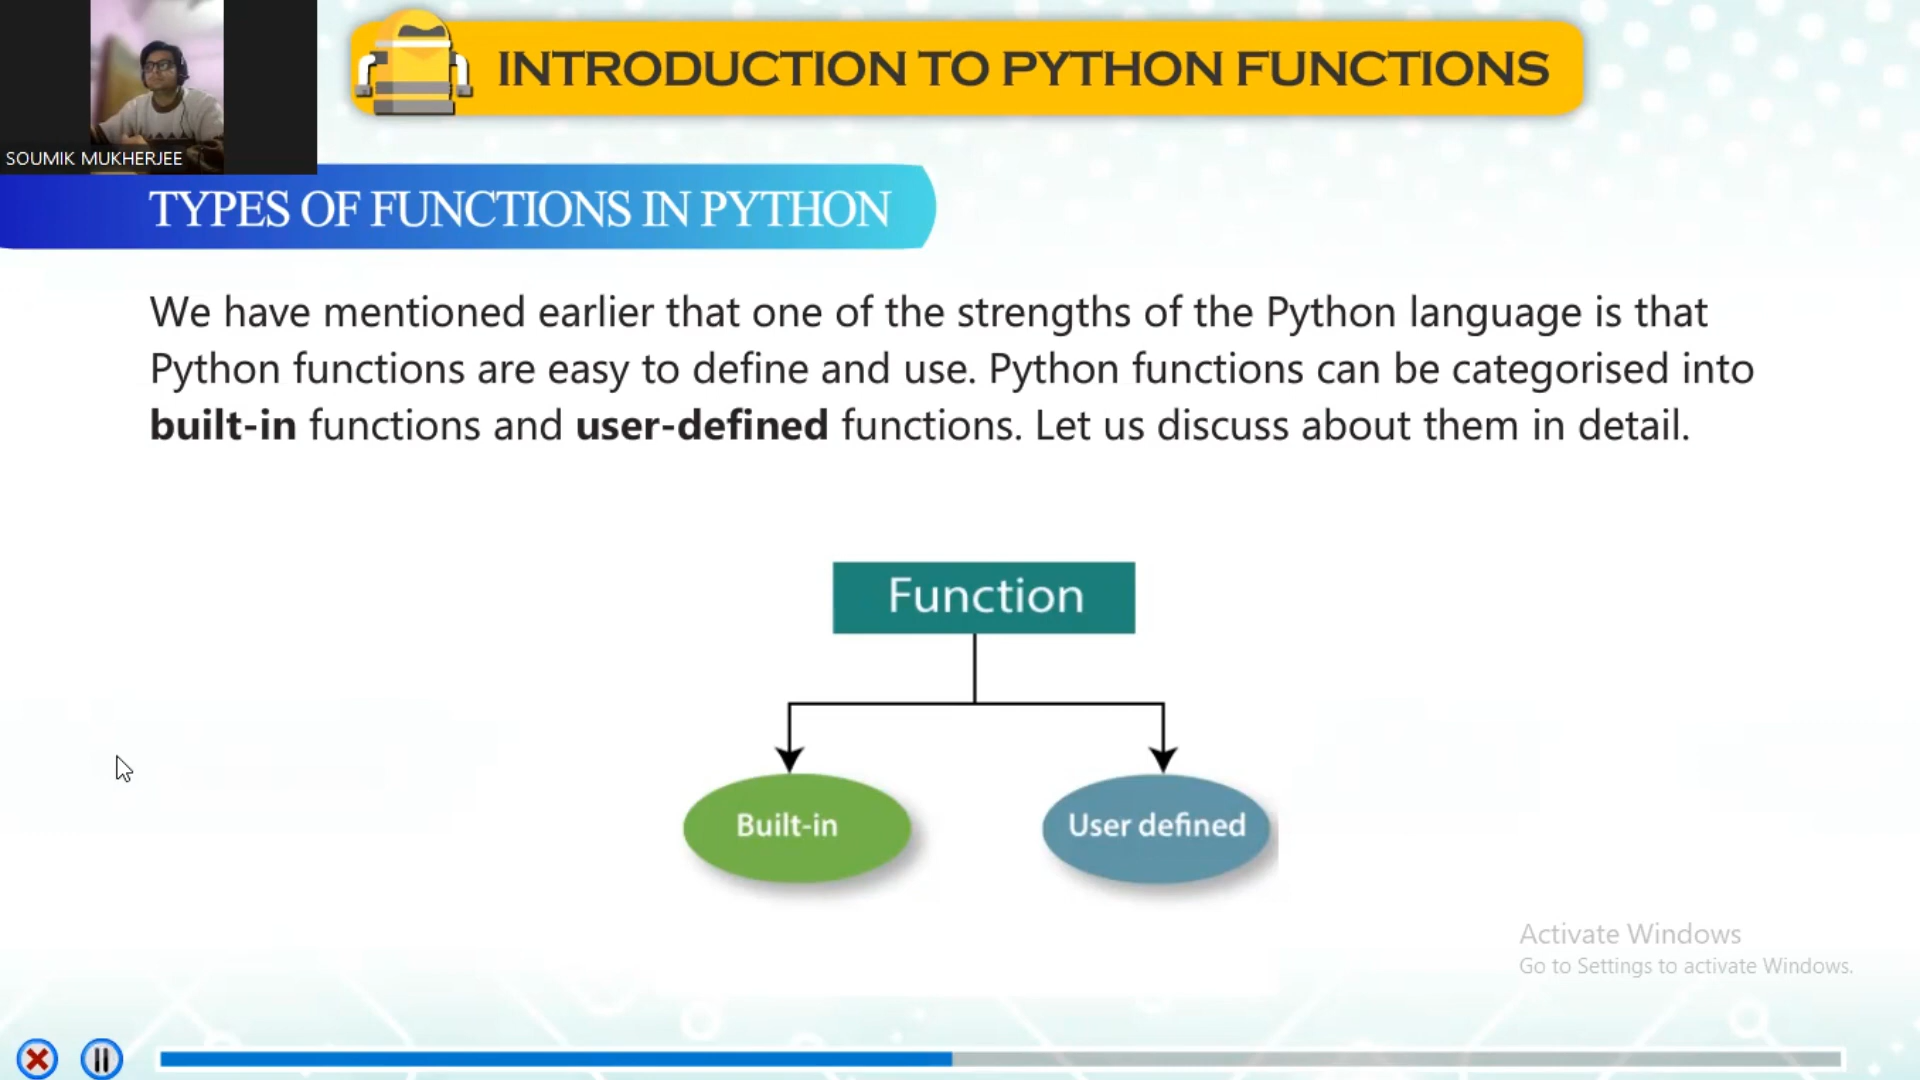 SOUMIK MUKHERJEE
INTRODUCTION TO PYTHON FUNCTIONS
TYPES OF FUNCTIONS IN PYTHON
We have mentioned earlier that one of the strengths of the Python language is that
Python functions are easy to define and use. Python functions can be categorised into
built-in functions and user-defined functions. Let us discuss about them in detail.
Function
Built-in
User defined
Activate Windows
Go to Settings to activate Windows.